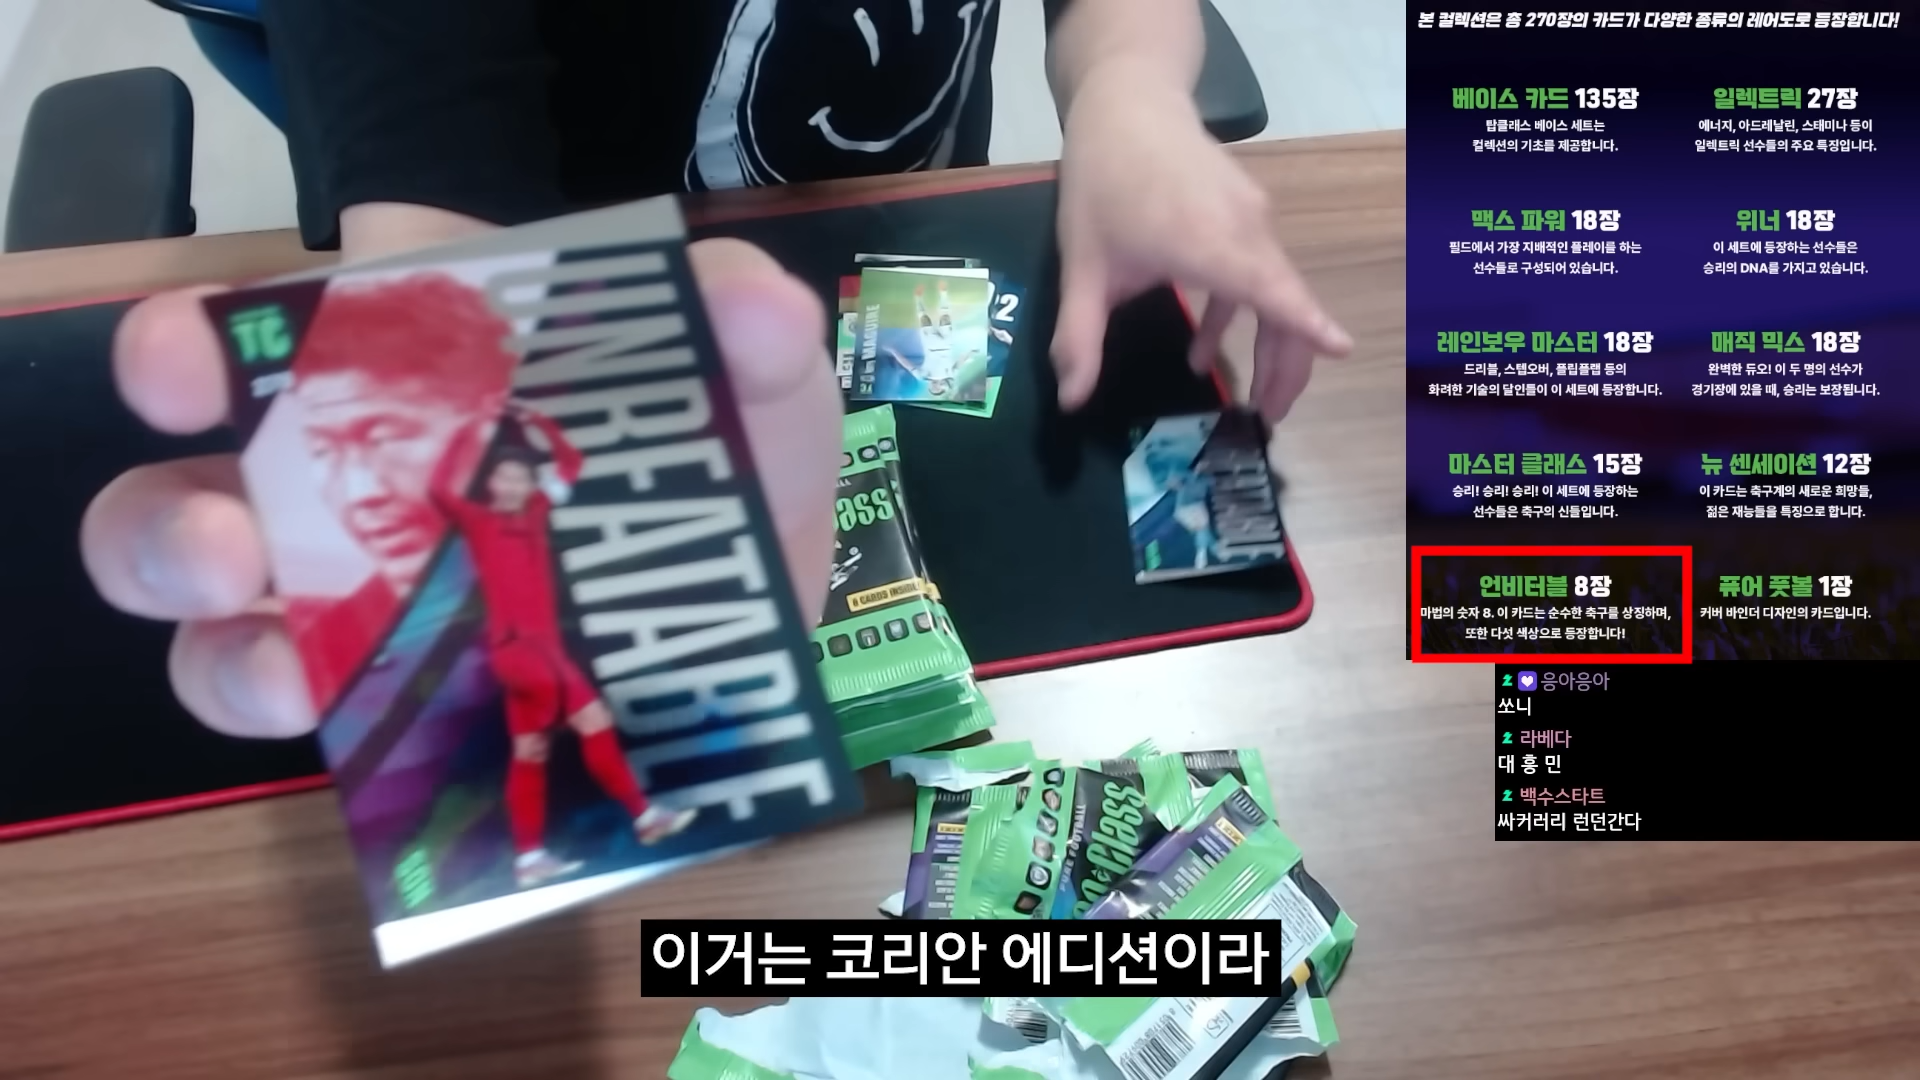 본 컬렉션은 총 270장의 카드가 다양한 종류의 레어도로 등장합니다!
베이스 카드 135장
탑클래스 베이스 세트는
컬렉션의 기초를 제공합니다.
일렉트릭 27장
에너지, 아드레날린, 스태미나 등이
일렉트릭 선수들의 주요 특징입니다.
맥스 파워 18장
필드에서 가장 지배적인 플레이를 하는
선수들로 구성되어 있습니다.
위너 18장
이 세트에 등장하는 선수들은
승리의 DNA를 가지고 있습니다.
레인보우 마스터 18장
드리블, 스텝오버, 플립플랩 등의
화려한 기술의 달인들이 이 세트에 등장합니다.
매직 믹스 18장
완벽한 듀오! 이 두 명의 선수가
경기장에 있을 때, 승리는 보장됩니다.
마스터 클래스 15장
승리! 승리! 승리! 이 세트에 등장하는
선수들은 축구의 신들입니다.
뉴 센세이션 12장
이 카드는 축구계의 새로운 희망들,
젊은 재능들을 특징으로 합니다.
언비터블 8장
마법의 숫자 8. 이 카드는 순수한 축구를 상징하며,
또한 다섯 색상으로 등장합니다!
퓨어 풋볼 1장
커버 바인더 디자인의 카드입니다.
응아응아
쏘니
라베다
대 흥 민
백수스타트
싸커러리 런던간다
TC
UNBEATABLE
MAGUIRE
8 CARDS INSIDE!
PURE FOOTBALL
이거는 코리안 에디션이라